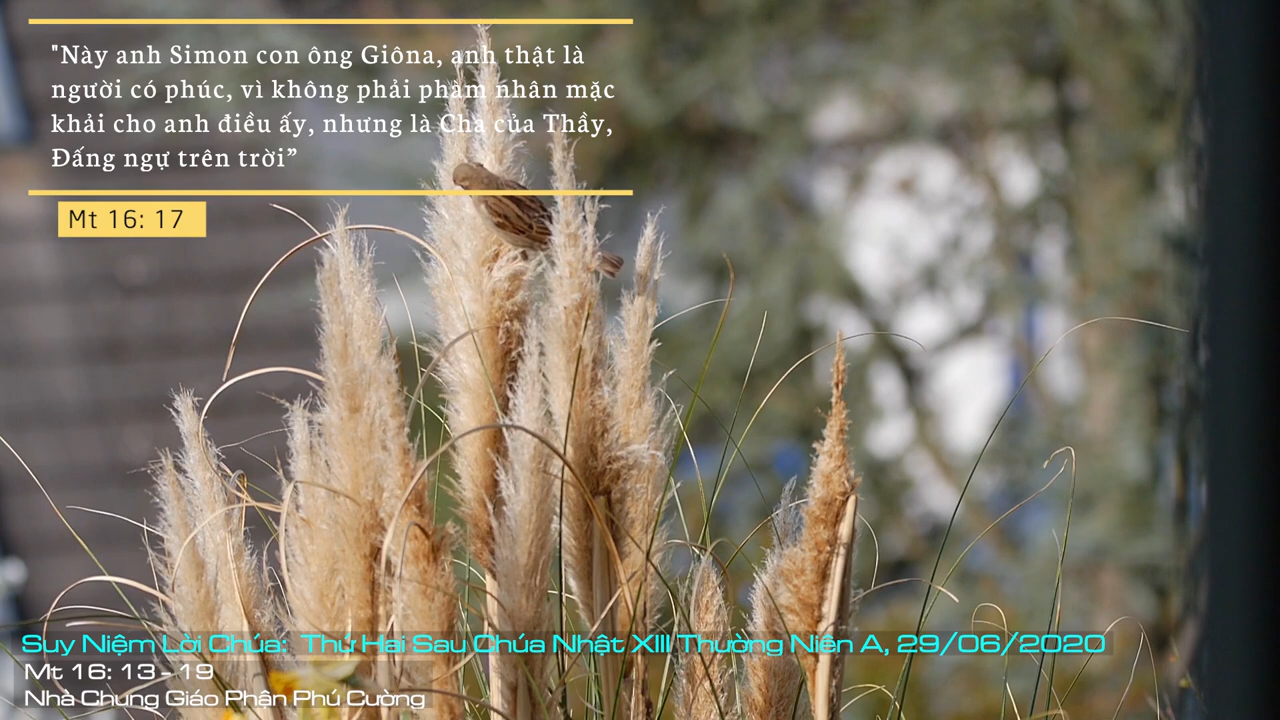 "Này anh Simon con ông Giôna, anh thật là
người có phúc, vì không phải phàm nhân mặc
khải cho anh điều ấy, nhưng là Cha của Thầy,
Đấng ngự trên trời”
Mt 16: 17
Suy Niệm Lời Chúa: Thứ Hai Sau Chúa Nhật XIII Thường Niên A, 29/06/2020
Mt 16: 13 - 19
Nhà Chung Giáo Phận Phú Cường